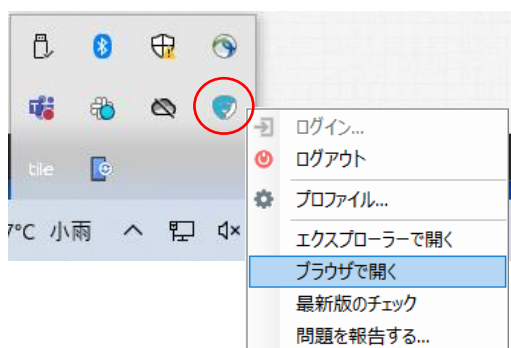 tile
ログイン...
ログアウト
プロファイル...
エクスプローラーで開く
ブラウザで開く
最新版のチェック
問題を報告する...
7°C 小雨